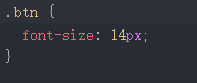 .btn {
  font-size: 14px;
}